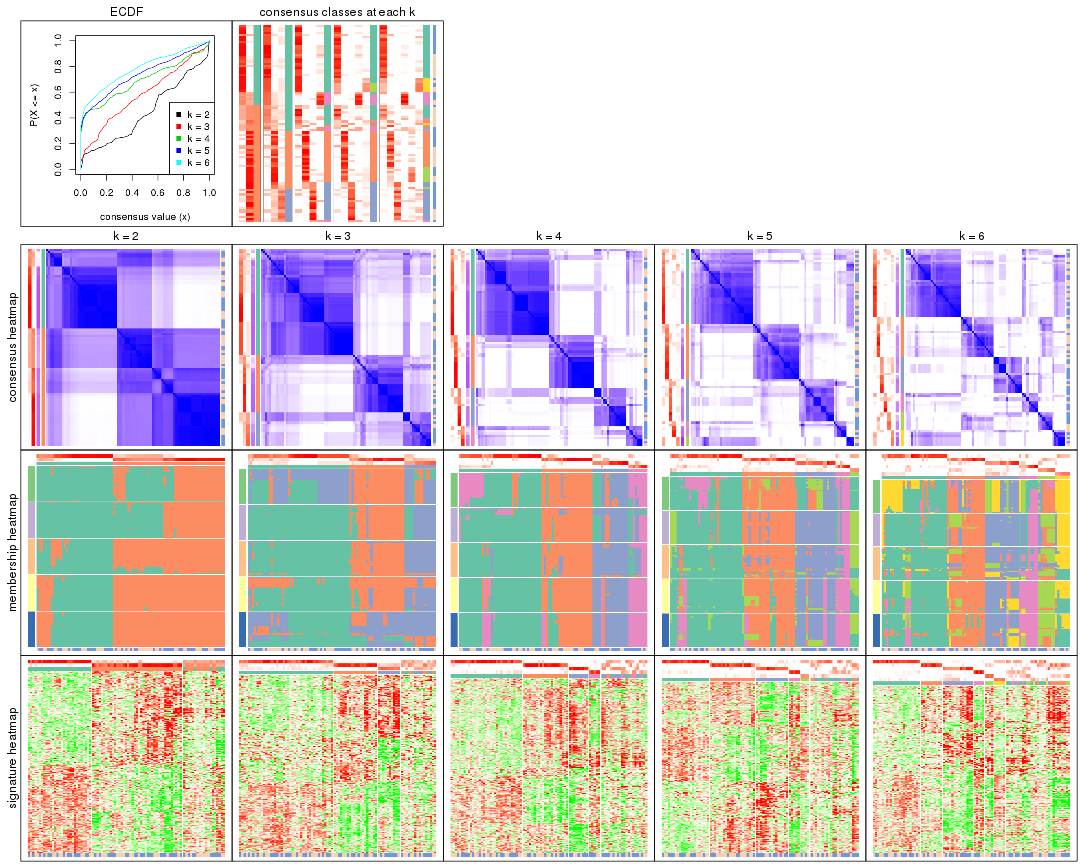 ECDF
consensus classes at each k
P(X <= x)
0.0 0.2 0.4 0.6 0.8 1.0
k = 2
k = 3
k = 4
k = 5
k = 6
0.0 0.2 0.4 0.6 0.8 1.0
consensus value (x)
k = 2 k = 3 k = 4 k = 5 k = 6
consensus heatmap
membership heatmap
signature heatmap